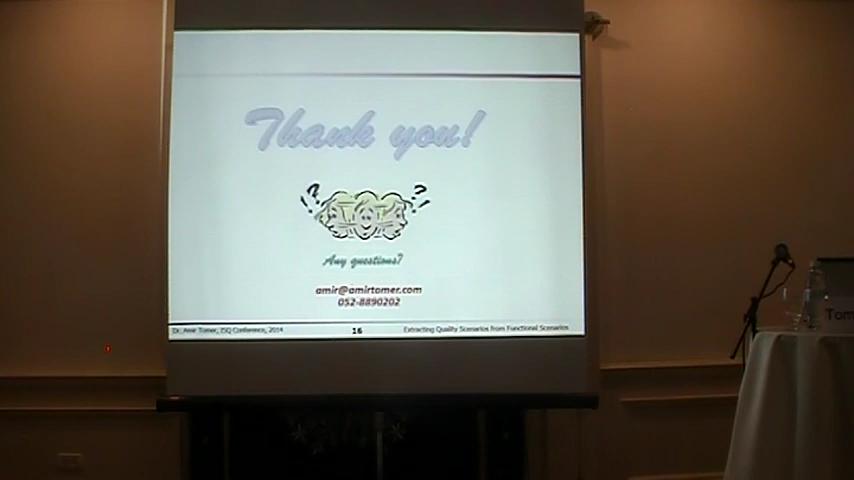 Thank you!
Any questions?
amir@amirtomer.com
052-8890202
Dr. Amir Tomer, ISQ Conference, 2014
16
Extracting Quality Scenarios from Functional Scenarios
Tom